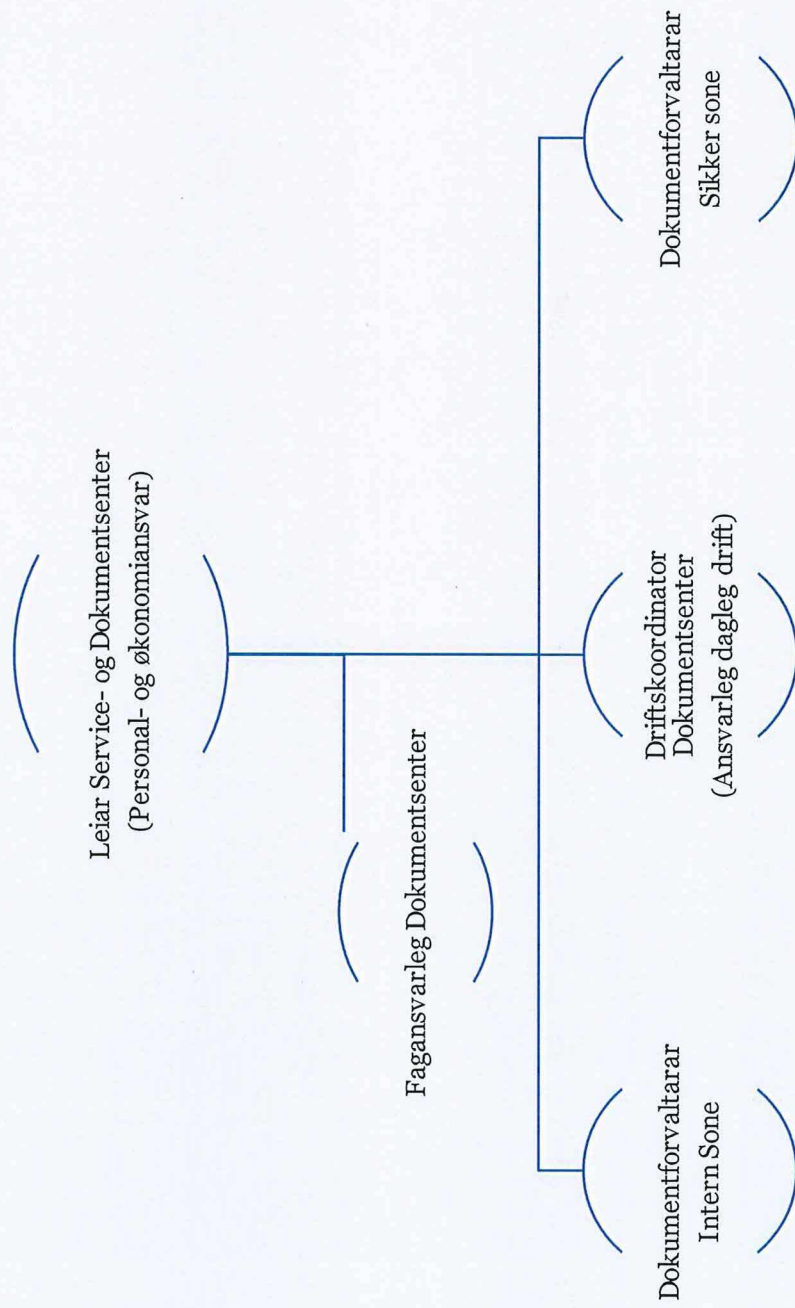 Leiar Service- og Dokumentsenter
(Personal- og økonomiansvar)
Fagansvarleg Dokumentsenter
Dokumentforvaltarar
Intern Sone
Driftskoordinator
Dokumentsenter
(Ansvarleg dagleg drift)
Dokumentforvaltarar
Sikker sone